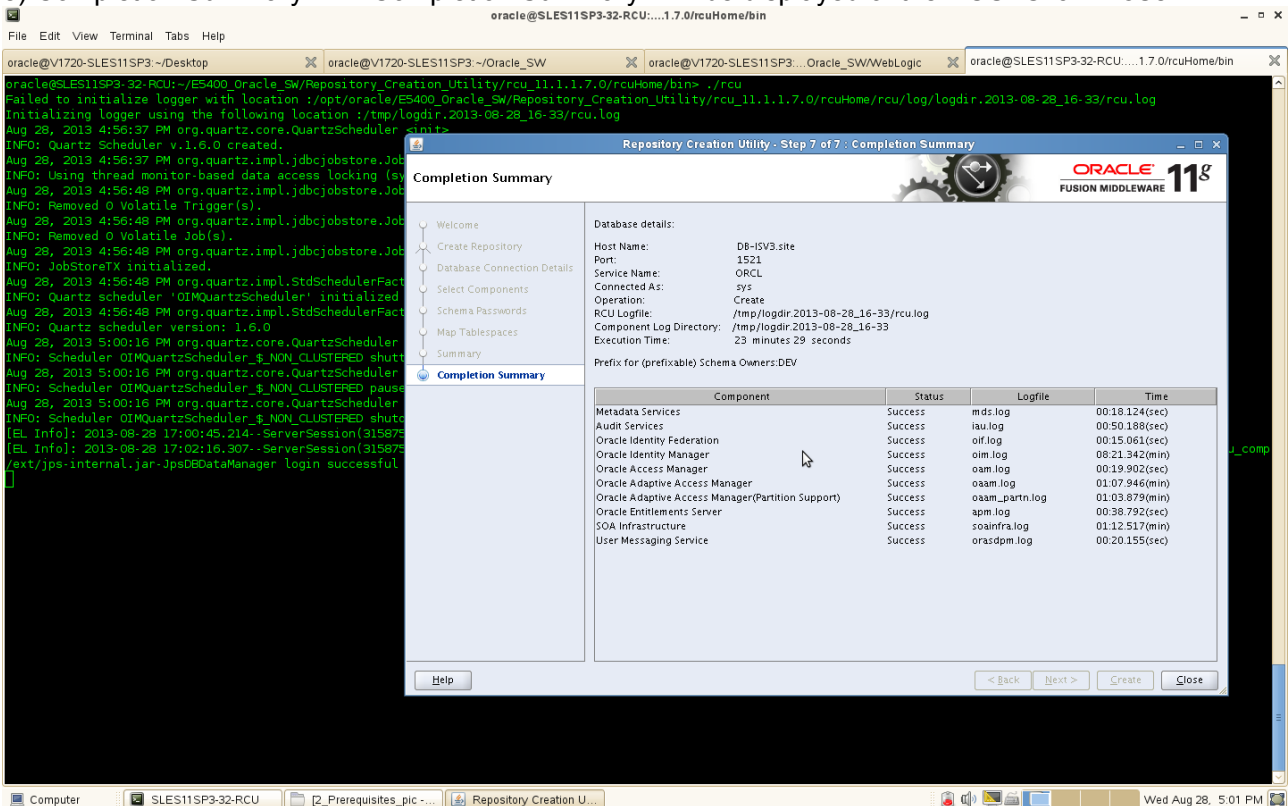 oracle@SLES11SP3-32-RCU:....1.7.0/rcuHome/bin
File Edit View Terminal Tabs Help
oracle@V1720-SLES11SP3:~/Desktop
oracle@V1720-SLES11SP3:~/Oracle_SW
oracle@V1720-SLES11SP3:...Oracle_SW/WebLogic
oracle@SLES11SP3-32-RCU:....1.7.0/rcuHome/bin
oracle@SLES11SP3-32-RCU:~/E5400_Oracle_SW/Repository_Creation_Utility/rcu_11.1.1.7.0/rcuHome/bin> ./rcu
Failed to initialize logger with location :/opt/oracle/E5400_Oracle_SW/Repository_Creation_Utility/rcu_11.1.1.7.0/rcuHome/rcu/log/logdir.2013-08-28_16-33/rcu.log
Initializing logger using the following location :/tmp/logdir.2013-08-28_16-33/rcu.log
Aug 28, 2013 4:56:37 PM org.quartz.core.QuartzScheduler <init>
INFO: Quartz Scheduler v.1.6.0 created.
Aug 28, 2013 4:56:37 PM org.quartz.impl.jdbcjobstore.Job
INFO: Using thread monitor-based data access locking (sy
Aug 28, 2013 4:56:48 PM org.quartz.impl.jdbcjobstore.Job
INFO: Removed 0 Volatile Trigger(s).
Aug 28, 2013 4:56:48 PM org.quartz.impl.jdbcjobstore.Job
INFO: Removed 0 Volatile Job(s).
Aug 28, 2013 4:56:48 PM org.quartz.impl.jdbcjobstore.Job
INFO: JobStoreTX initialized.
Aug 28, 2013 4:56:48 PM org.quartz.impl.StdSchedulerFact
INFO: Quartz scheduler 'OIMQuartzScheduler' initialized
Aug 28, 2013 4:56:48 PM org.quartz.impl.StdSchedulerFact
INFO: Quartz scheduler version: 1.6.0
Aug 28, 2013 5:00:16 PM org.quartz.core.QuartzScheduler
INFO: Scheduler OIMQuartzScheduler_$_NON_CLUSTERED shutt
Aug 28, 2013 5:00:16 PM org.quartz.core.QuartzScheduler
INFO: Scheduler OIMQuartzScheduler_$_NON_CLUSTERED pause
Aug 28, 2013 5:00:16 PM org.quartz.core.QuartzScheduler
INFO: Scheduler OIMQuartzScheduler_$_NON_CLUSTERED shutd
[EL Info]: 2013-08-28 17:00:45.214--ServerSession(315875
[EL Info]: 2013-08-28 17:02:16.307--ServerSession(315875
u_comp
/ext/jps-internal.jar-JpsDBDataManager login successful
Repository Creation Utility - Step 7 of 7 : Completion Summary
Completion Summary
ORACLE
FUSION MIDDLEWARE 11g
Welcome
Create Repository
Database Connection Details
Select Components
Schema Passwords
Map Tablespaces
Summary
Completion Summary
Database details:
Host Name: DB-ISV3.site
Port: 1521
Service Name: ORCL
Connected As: sys
Operation: Create
RCU Logfile: /tmp/logdir.2013-08-28_16-33/rcu.log
Component Log Directory: /tmp/logdir.2013-08-28_16-33
Execution Time: 23 minutes 29 seconds
Prefix for (prefixable) Schema Owners:DEV
Component Status Logfile Time
Metadata Services Success mds.log 00:18.124(sec)
Audit Services Success iau.log 00:50.188(sec)
Oracle Identity Federation Success oif.log 00:15.061(sec)
Oracle Identity Manager Success oim.log 08:21.342(min)
Oracle Access Manager Success oam.log 00:19.902(sec)
Oracle Adaptive Access Manager Success oaam.log 01:07.946(min)
Oracle Adaptive Access Manager(Partition Support) Success oaam_partn.log 01:03.879(min)
Oracle Entitlements Server Success apm.log 00:38.792(sec)
SOA Infrastructure Success soainfra.log 01:12.517(min)
User Messaging Service Success orasdpm.log 00:20.155(sec)
Help
< Back Next > Create Close
Computer SLES11SP3-32-RCU [2_Prerequisites_pic -... Repository Creation U... Wed Aug 28, 5:01 PM